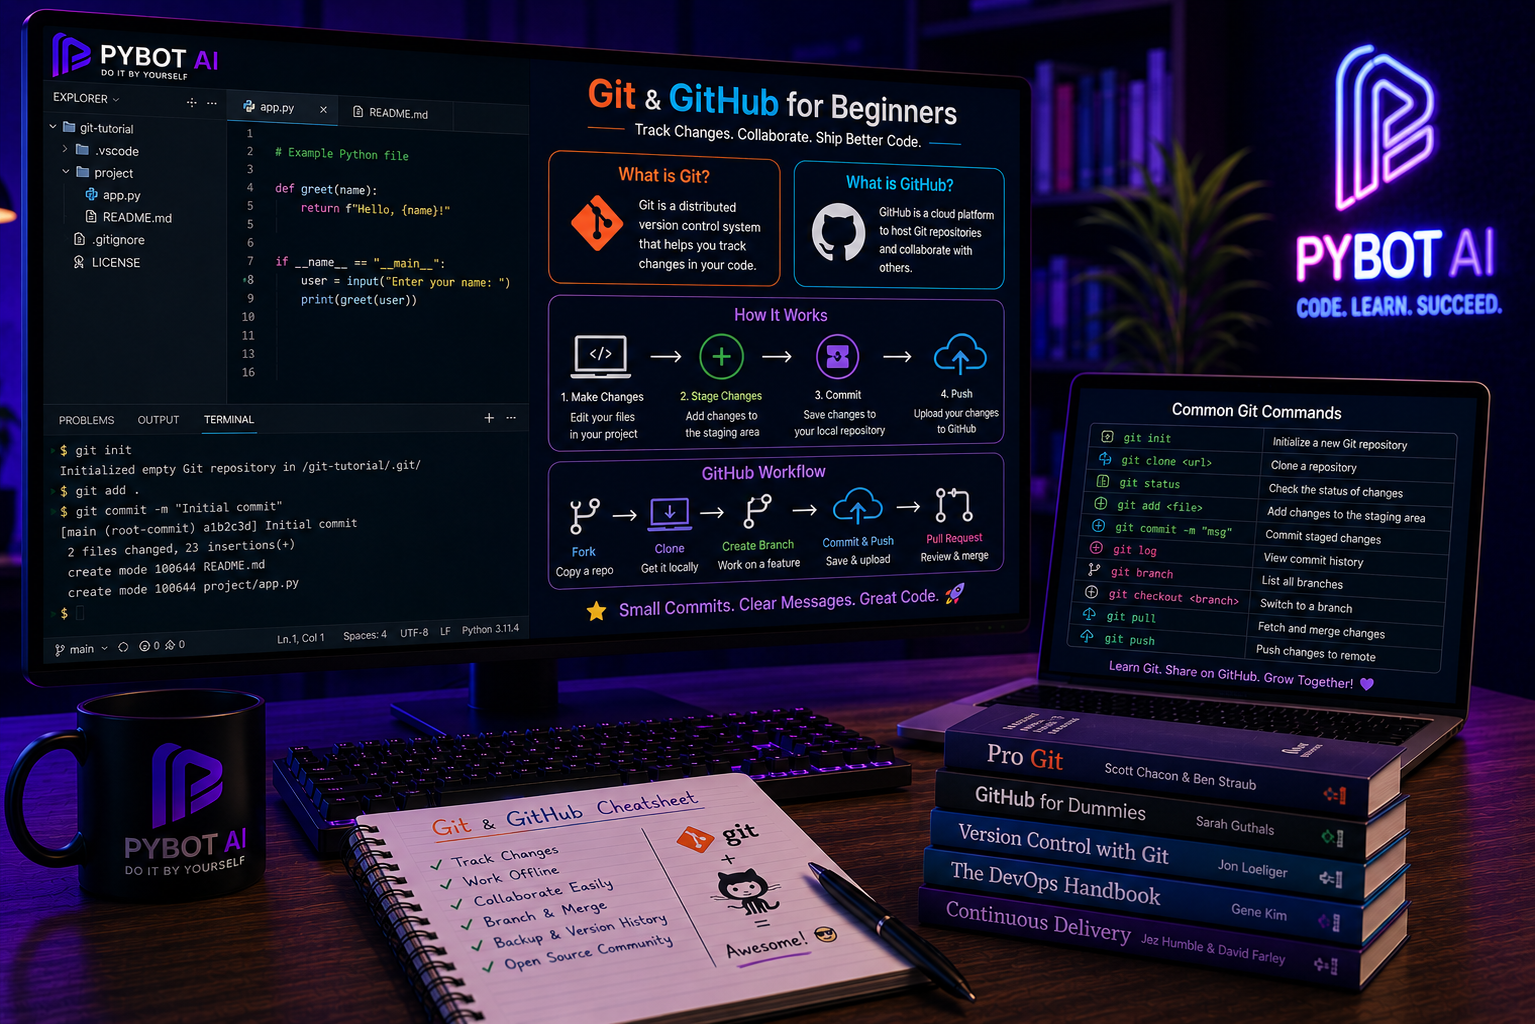 PYBOT AI
DO IT BY YOURSELF
EXPLORER
git-tutorial
.vscode
project
app.py
README.md
.gitignore
LICENSE
app.py
README.md
1
2 # Example Python file
3
4 def greet(name):
5 return f"Hello, {name}!"
5
6
7 if __name__ == "__main__":
8 user = input("Enter your name: ")
9 print(greet(user))
10
11
13
16
PROBLEMS OUTPUT TERMINAL
$ git init
Initialized empty Git repository in /git-tutorial/.git/
$ git add .
$ git commit -m "Initial commit"
[main (root-commit) a1b2c3d] Initial commit
2 files changed, 23 insertions(+)
create mode 100644 README.md
create mode 100644 project/app.py
$
main 0 0 Ln.1, Col 1 Spaces: 4 UTF-8 LF Python 3.11.4
Git & GitHub for Beginners
Track Changes. Collaborate. Ship Better Code.
What is Git?
Git is a distributed
version control system
that helps you track
changes in your code.
What is GitHub?
GitHub is a cloud platform
to host Git repositories
and collaborate with
others.
How It Works
</>
1. Make Changes
Edit your files
in your project
2. Stage Changes
Add changes to
the staging area
3. Commit
Save changes to
your local repository
4. Push
Upload your changes
to GitHub
GitHub Workflow
Fork
Copy a repo
Clone
Get it locally
Create Branch
Work on a feature
Commit & Push
Save & upload
Pull Request
Review & merge
Small Commits. Clear Messages. Great Code.
PYBOT AI
CODE. LEARN. SUCCEED.
Common Git Commands
git init Initialize a new Git repository
git clone <url> Clone a repository
git status Check the status of changes
git add <file> Add changes to the staging area
git commit -m "msg" Commit staged changes
git log View commit history
git branch List all branches
git checkout <branch> Switch to a branch
git pull Fetch and merge changes
git push Push changes to remote
Learn Git. Share on GitHub. Grow Together!
PYBOT AI
DO IT BY YOURSELF
Git & GitHub Cheatsheet
Track Changes
Work Offline
Collaborate Easily
Branch & Merge
Backup & Version History
Open Source Community
git
+
=
Awesome!
Pro Git Scott Chacon & Ben Straub
GitHub for Dummies Sarah Guthals
Version Control with Git Jon Loeliger
The DevOps Handbook Gene Kim
Continuous Delivery Jez Humble & David Farley